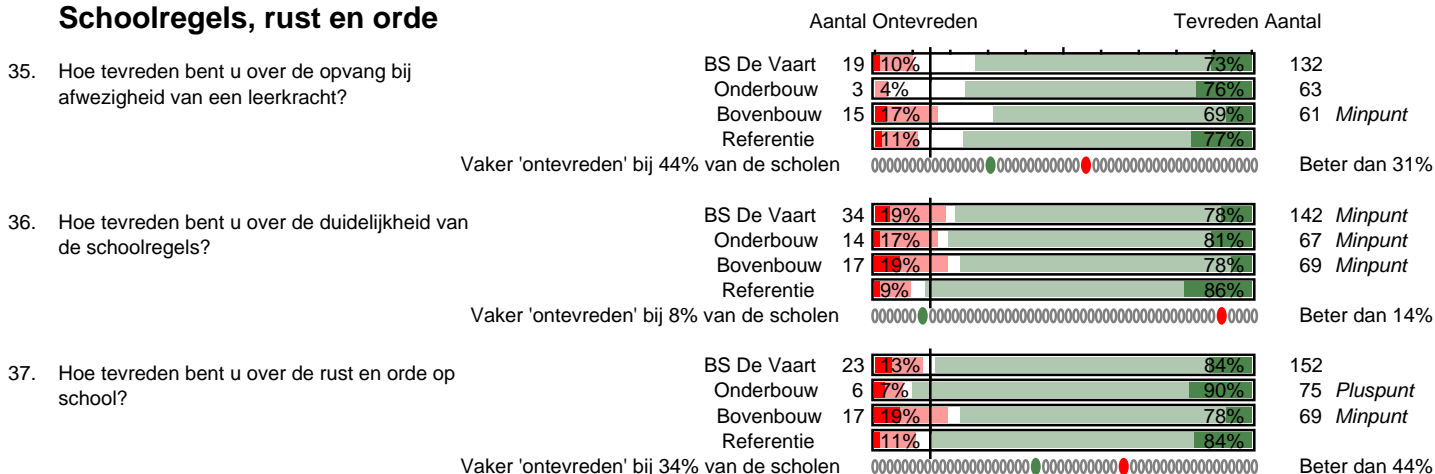 Schoolregels, rust en orde
Aantal Ontevreden Tevreden Aantal
35. Hoe tevreden bent u over de opvang bij
afwezigheid van een leerkracht?
BS De Vaart 19 10% 73% 132
Onderbouw 3 4% 76% 63
Bovenbouw 15 17% 69% 61 Minpunt
Referentie 11% 77%
Vaker 'ontevreden' bij 44% van de scholen Beter dan 31%
36. Hoe tevreden bent u over de duidelijkheid van
de schoolregels?
BS De Vaart 34 19% 78% 142 Minpunt
Onderbouw 14 17% 81% 67 Minpunt
Bovenbouw 17 19% 78% 69 Minpunt
Referentie 9% 86%
Vaker 'ontevreden' bij 8% van de scholen Beter dan 14%
37. Hoe tevreden bent u over de rust en orde op
school?
BS De Vaart 23 13% 84% 152
Onderbouw 6 7% 90% 75 Pluspunt
Bovenbouw 17 19% 78% 69 Minpunt
Referentie 11% 84%
Vaker 'ontevreden' bij 34% van de scholen Beter dan 44%